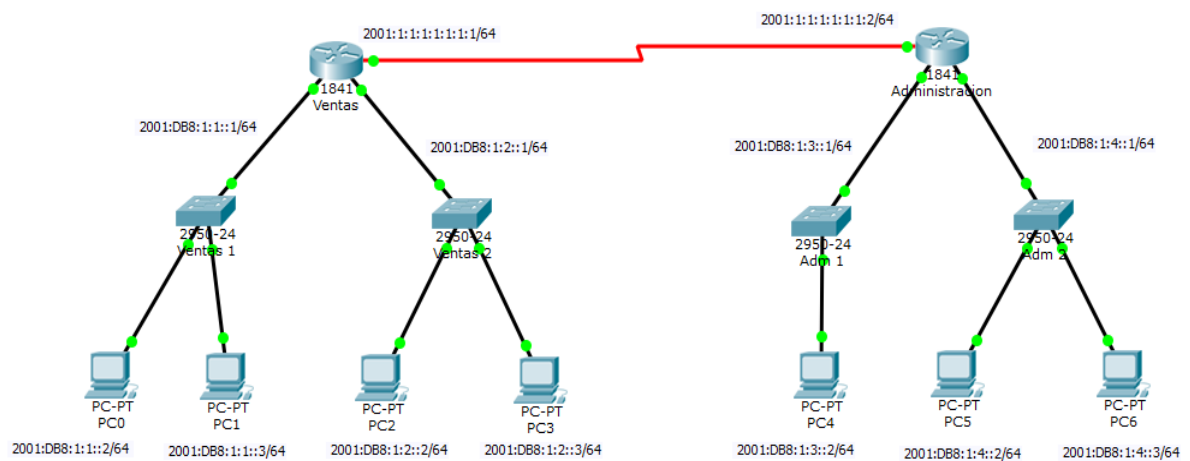 2001:1:1:1:1:1:1:1/64
2001:1:1:1:1:1:1:2/64
1841
Ventas
1841
Administracion
2001:DB8:1:1::1/64
2001:DB8:1:2::1/64
2001:DB8:1:3::1/64
2001:DB8:1:4::1/64
2950-24
Ventas 1
2950-24
Ventas 2
2950-24
Adm 1
2950-24
Adm 2
PC-PT
PC0
PC-PT
PC1
PC-PT
PC2
PC-PT
PC3
PC-PT
PC4
PC-PT
PC5
PC-PT
PC6
2001:DB8:1:1::2/64
2001:DB8:1:1::3/64
2001:DB8:1:2::2/64
2001:DB8:1:2::3/64
2001:DB8:1:3::2/64
2001:DB8:1:4::2/64
2001:DB8:1:4::3/64